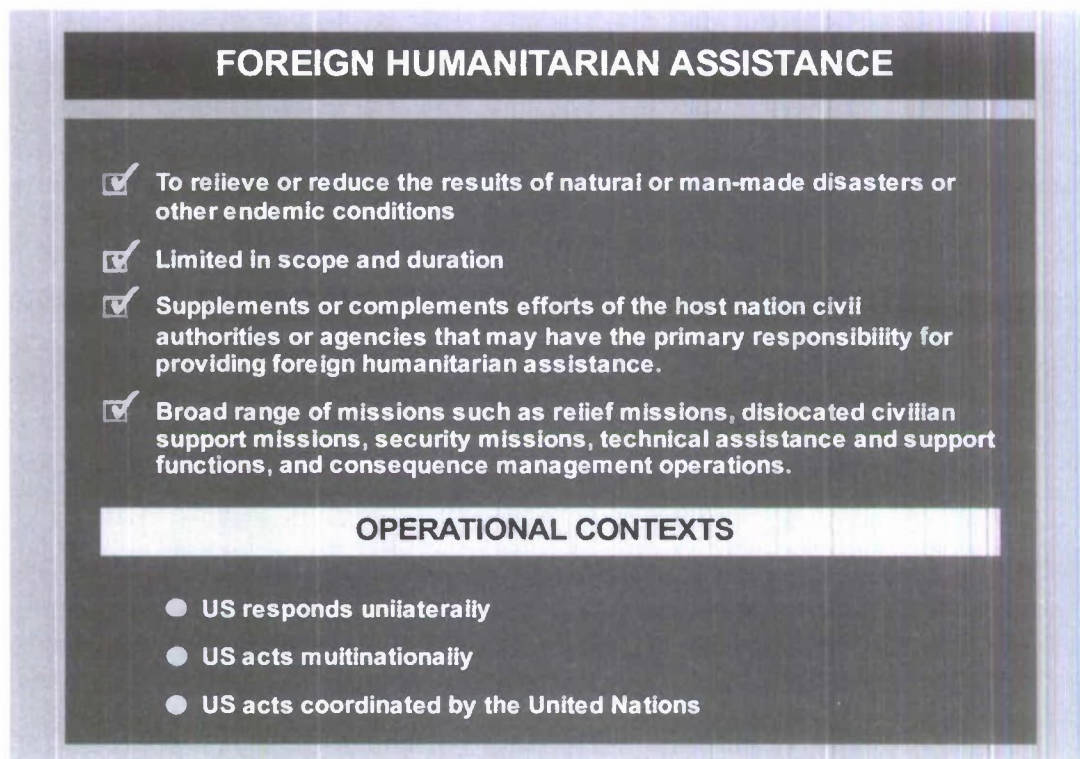 FOREIGN HUMANITARIAN ASSISTANCE
To relieve or reduce the results of natural or man-made disasters or
other endemic conditions
Limited in scope and duration
Supplements or complements efforts of the host nation civil
authorities or agencies that may have the primary responsibility for
providing foreign humanitarian assistance.
Broad range of missions such as relief missions, dislocated civilian
support missions, security missions, technical assistance and support
functions, and consequence management operations.
OPERATIONAL CONTEXTS
US responds unilaterally
US acts multinationally
US acts coordinated by the United Nations